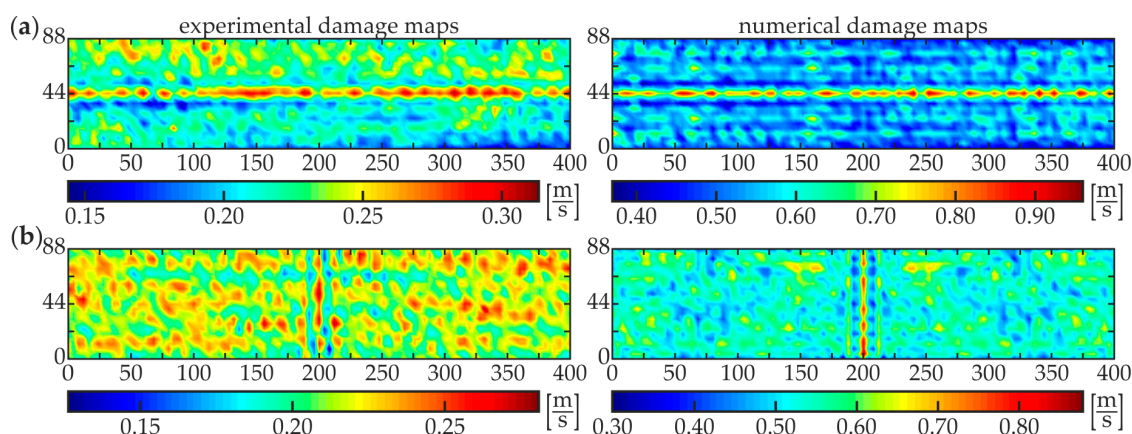 experimental damage maps numerical damage maps
(a) 88 88
44 44
0 0
0 50 100 150 200 250 300 350 400 0 50 100 150 200 250 300 350 400
0.15 0.20 0.25 0.30 [m/s] 0.40 0.50 0.60 0.70 0.80 0.90 [m/s]
(b) 88 88
44 44
0 0
0 50 100 150 200 250 300 350 400 0 50 100 150 200 250 300 350 400
0.15 0.20 0.25 [m/s] 0.30 0.40 0.50 0.60 0.70 0.80 [m/s]